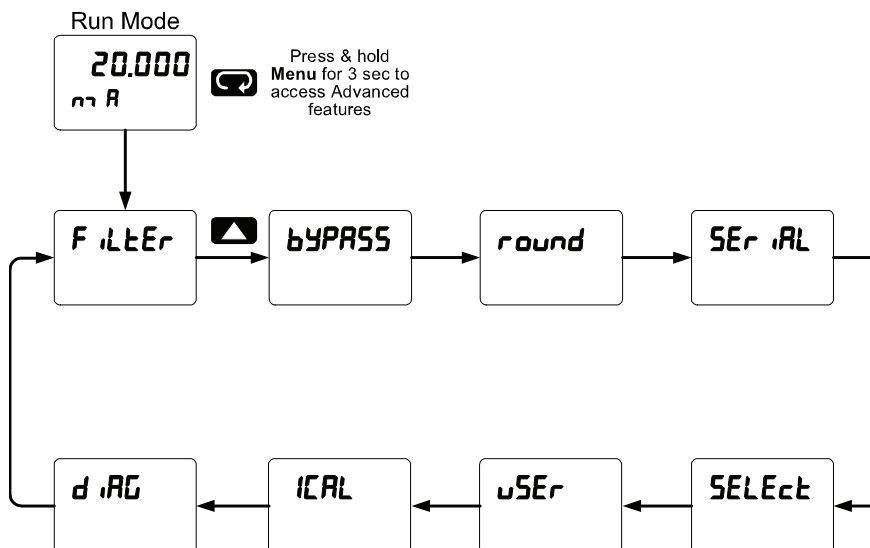 Run Mode
20.000
mA
Press & hold
Menu for 3 sec to
access Advanced
features
FiLtEr
bYPASS
round
SEriAL
diAG
ICAL
uSEr
SELEct